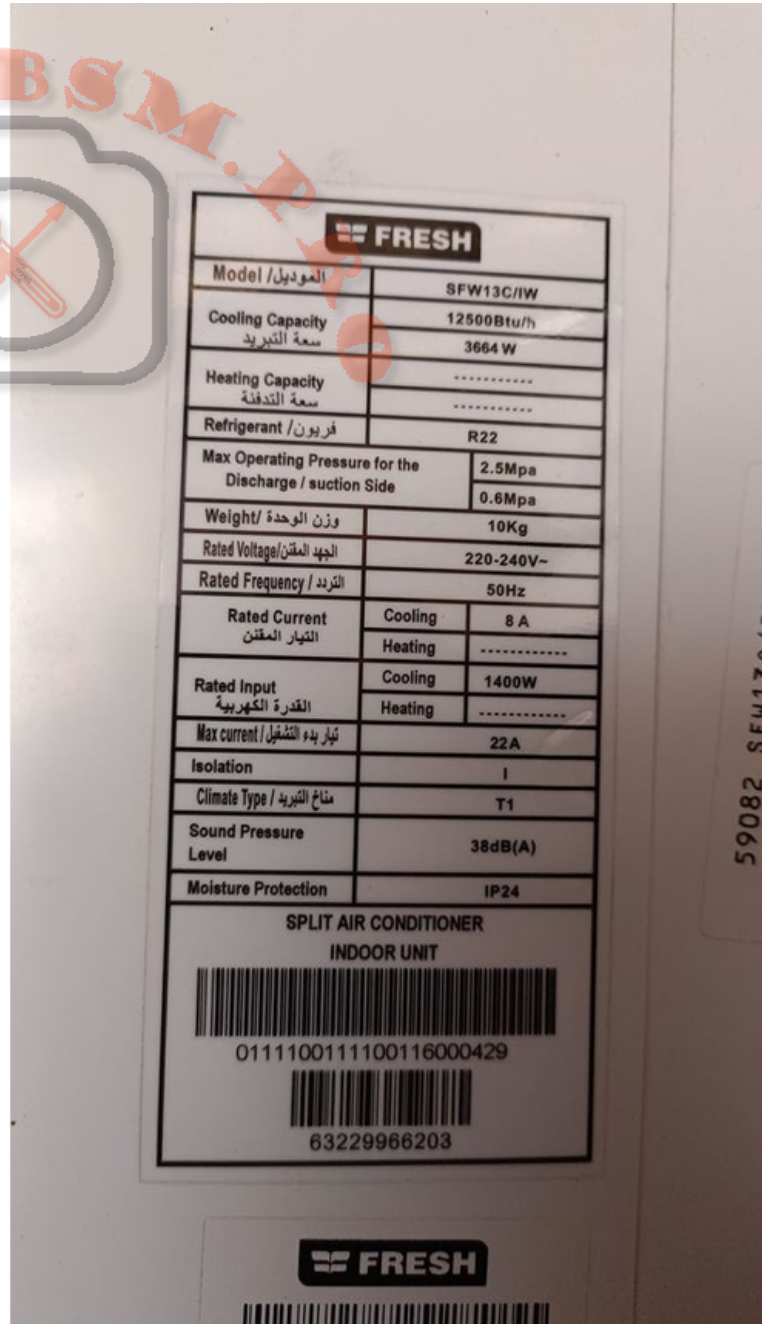 BSM.PRO
FRESH
Model /الموديل SFW13C/IW
Cooling Capacity 12500Btu/h
سعة التبريد 3664 W
Heating Capacity -----------
سعة التدفئة -----------
Refrigerant /فريون R22
Max Operating Pressure for the 2.5Mpa
Discharge / suction Side 0.6Mpa
Weight/ وزن الوحدة 10Kg
Rated Voltage/الجهد المقنن 220-240V~
Rated Frequency / التردد 50Hz
Rated Current Cooling 8 A
التيار المقنن Heating ------------
Rated Input Cooling 1400W
القدرة الكهربية Heating ------------
Max current / تيار بدء التشغيل 22A
Isolation I
Climate Type / مناخ التبريد T1
Sound Pressure
Level 38dB(A)
Moisture Protection IP24
SPLIT AIR CONDITIONER
INDOOR UNIT
01111001111100116000429
63229966203
FRESH
59082